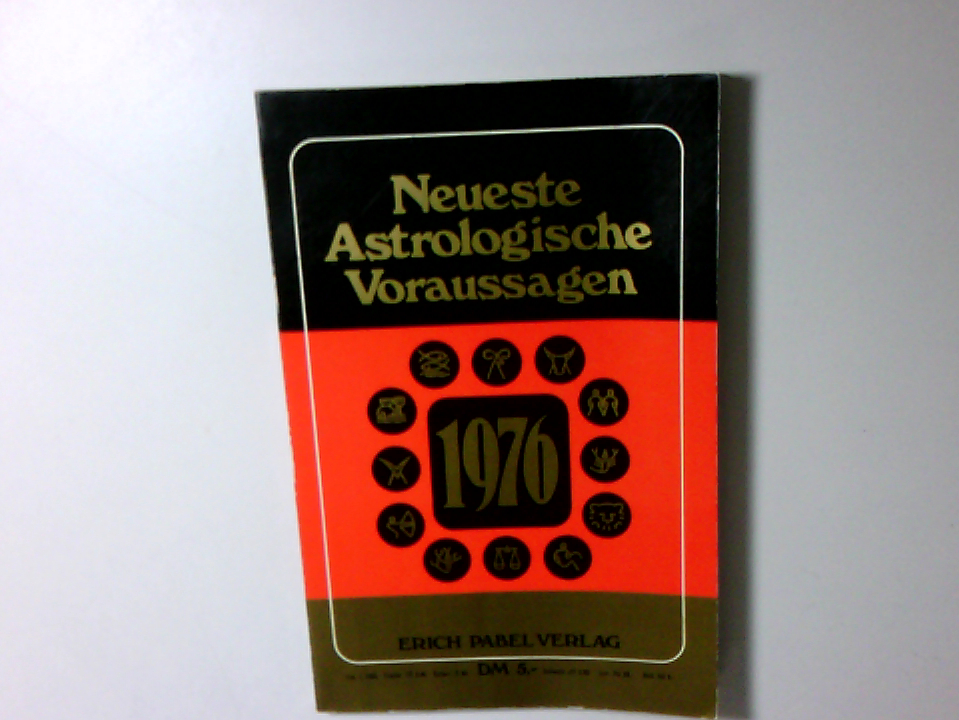 Neueste
Astrologische
Voraussagen
1976
ERICH PABEL VERLAG
DM 5,-